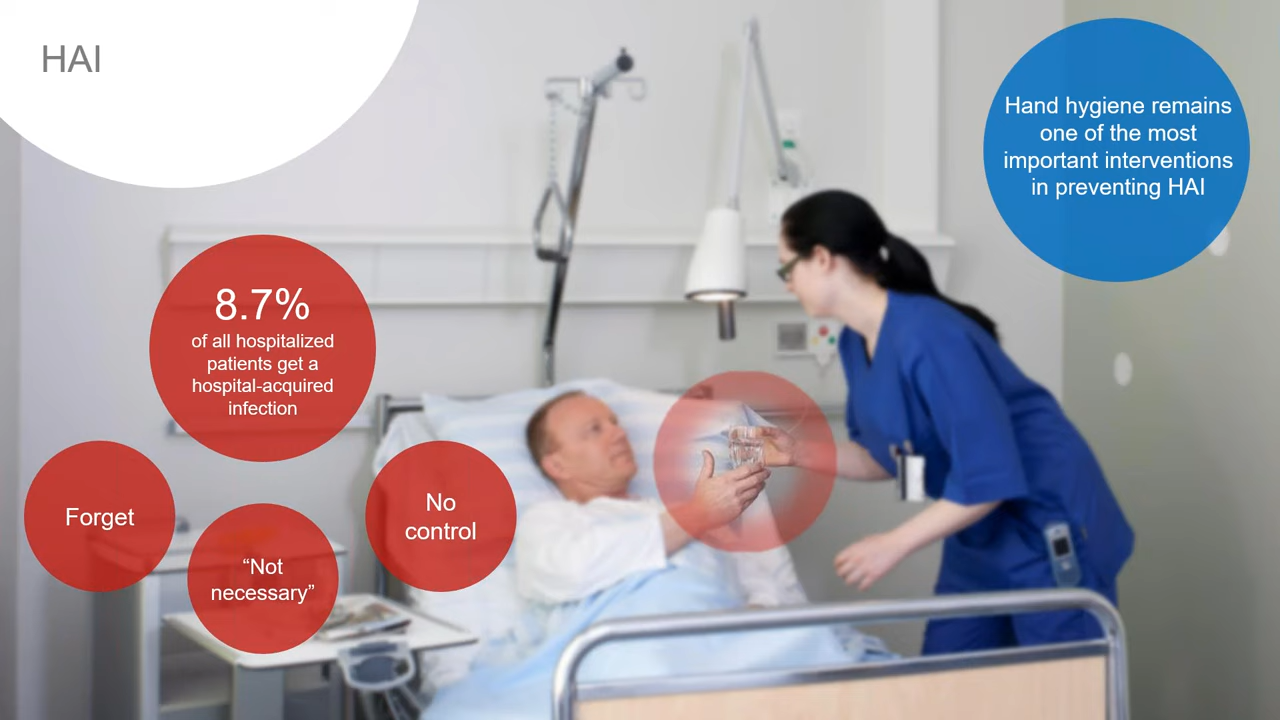 HAI
Hand hygiene remains
one of the most
important interventions
in preventing HAI
8.7%
of all hospitalized
patients get a
hospital-acquired
infection
Forget
“Not
necessary”
No
control